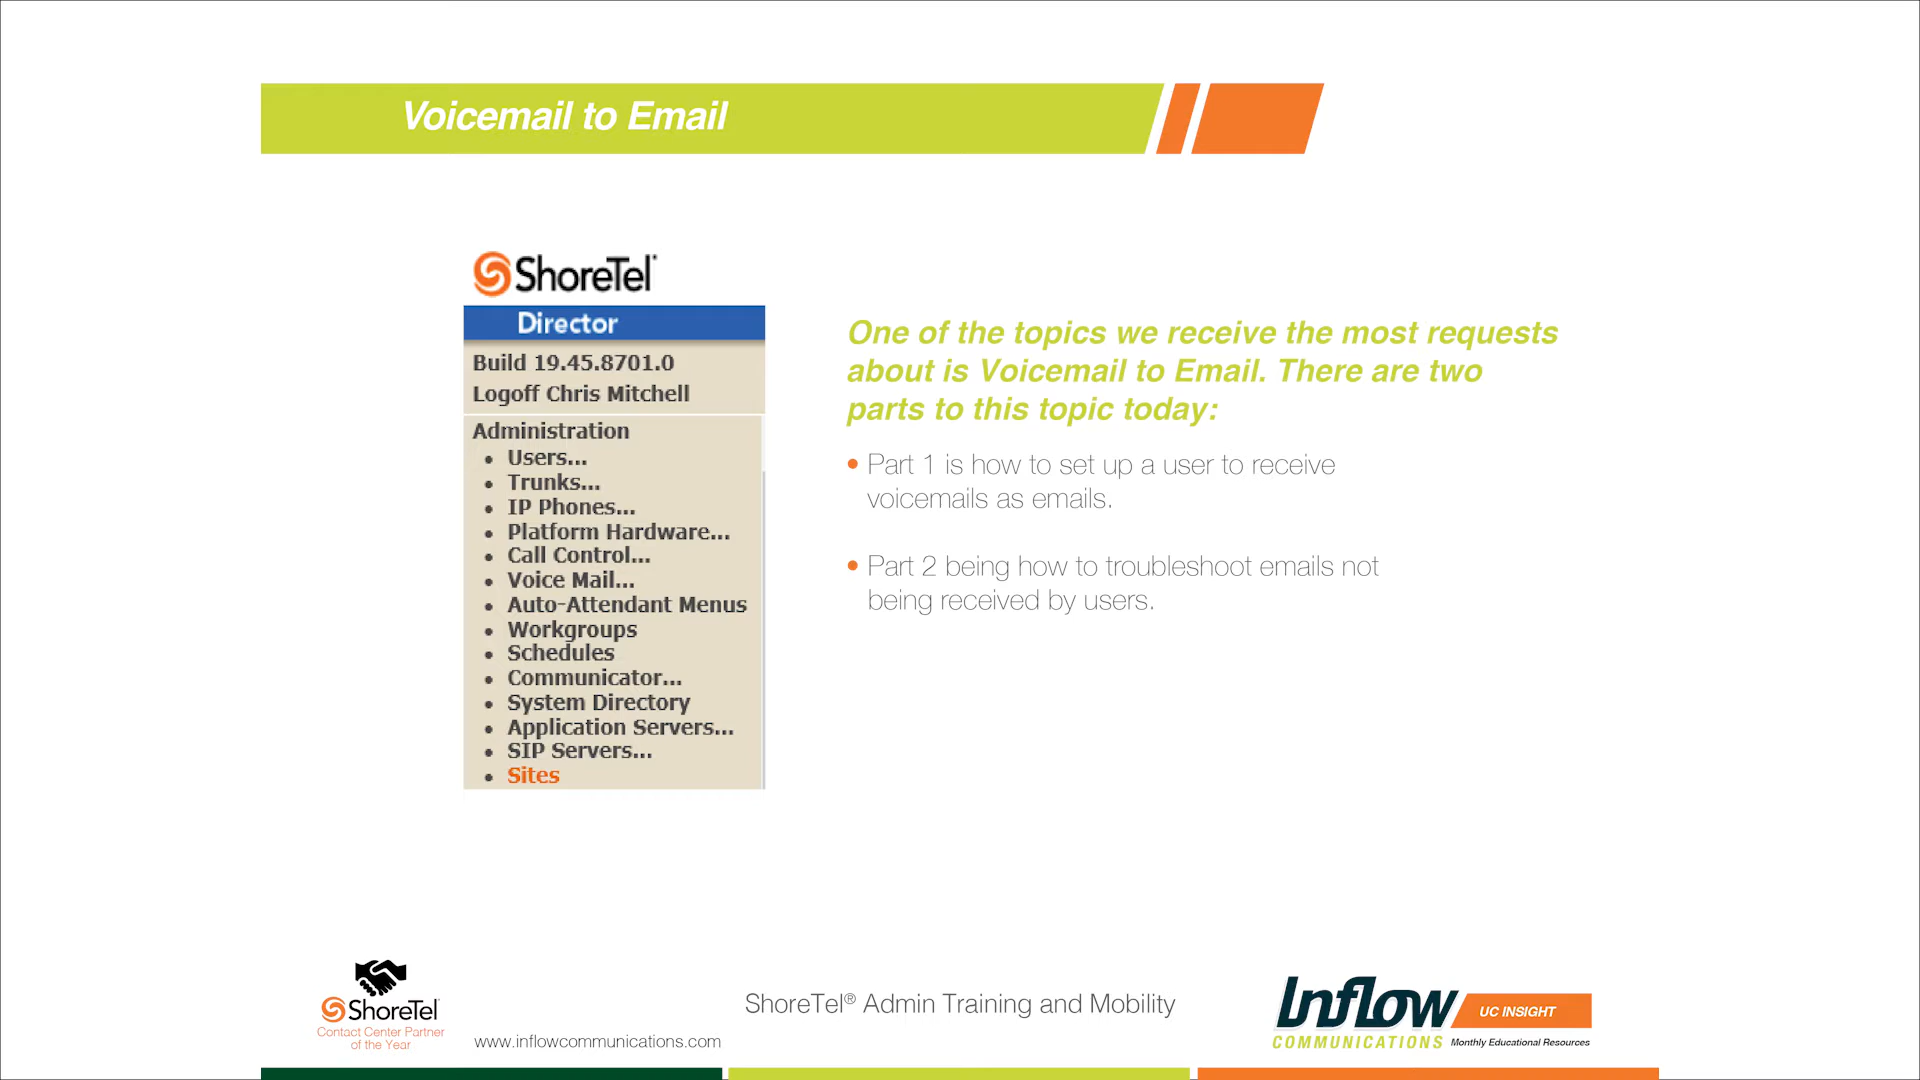 Voicemail to Email
ShoreTel
Director
Build 19.45.8701.0
Logoff Chris Mitchell
Administration
• Users...
• Trunks...
• IP Phones...
• Platform Hardware...
• Call Control...
• Voice Mail...
• Auto-Attendant Menus
• Workgroups
• Schedules
• Communicator...
• System Directory
• Application Servers...
• SIP Servers...
• Sites
One of the topics we receive the most requests
about is Voicemail to Email. There are two
parts to this topic today:
• Part 1 is how to set up a user to receive
voicemails as emails.
• Part 2 being how to troubleshoot emails not
being received by users.
ShoreTel
Contact Center Partner
of the Year
www.inflowcommunications.com
ShoreTel® Admin Training and Mobility
Inflow
COMMUNICATIONS
UC INSIGHT
Monthly Educational Resources